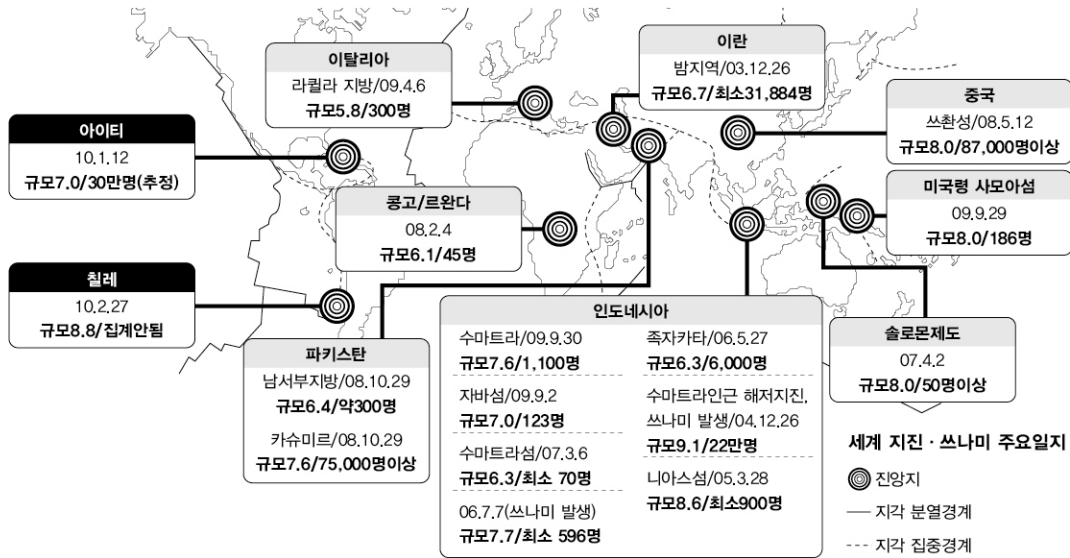 이탈리아
라퀼라 지방/09.4.6
규모5.8/300명
이란
밤지역/03.12.26
규모6.7/최소31,884명
중국
쓰촨성/08.5.12
규모8.0/87,000명이상
아이티
10.1.12
규모7.0/30만명(추정)
콩고/르완다
08.2.4
규모6.1/45명
미국령 사모아섬
09.9.29
규모8.0/186명
칠레
10.2.27
규모8.8/집계안됨
파키스탄
남서부지방/08.10.29
규모6.4/약300명
카슈미르/08.10.29
규모7.6/75,000명이상
인도네시아
수마트라/09.9.30
규모7.6/1,100명
자바섬/09.9.2
규모7.0/123명
수마트라섬/07.3.6
규모6.3/최소 70명
06.7.7(쓰나미 발생)
규모7.7/최소 596명
족자카타/06.5.27
규모6.3/6,000명
수마트라인근 해저지진,
쓰나미 발생/04.12.26
규모9.1/22만명
니아스섬/05.3.28
규모8.6/최소900명
솔로몬제도
07.4.2
규모8.0/50명이상
세계 지진·쓰나미 주요일지
진앙지
지각 분열경계
지각 집중경계